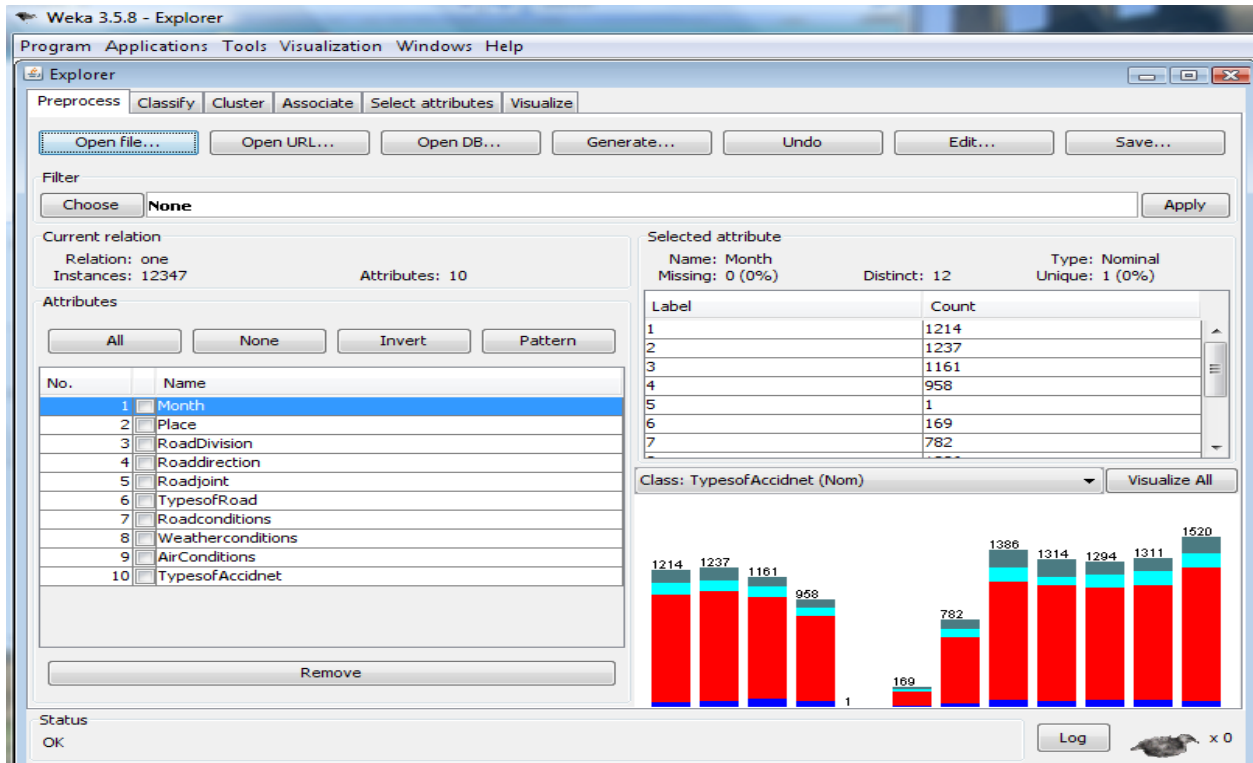 Weka 3.5.8 - Explorer
Program Applications Tools Visualization Windows Help
Explorer
Preprocess Classify Cluster Associate Select attributes Visualize
Open file... Open URL... Open DB... Generate... Undo Edit... Save...
Filter
Choose None Apply
Current relation
Relation: one
Instances: 12347 Attributes: 10
Attributes
All None Invert Pattern
No. Name
1 Month
2 Place
3 RoadDivision
4 Roaddirection
5 Roadjoint
6 TypesofRoad
7 Roadconditions
8 Weatherconditions
9 AirConditions
10 TypesofAccidnet
Remove
Selected attribute
Name: Month Type: Nominal
Missing: 0 (0%) Distinct: 12 Unique: 1 (0%)
Label Count
1 1214
2 1237
3 1161
4 958
5 1
6 169
7 782
Class: TypesofAccidnet (Nom) Visualize All
1214 1237 1161 958 1 169 782 1386 1314 1294 1311 1520
Status
OK
Log x 0